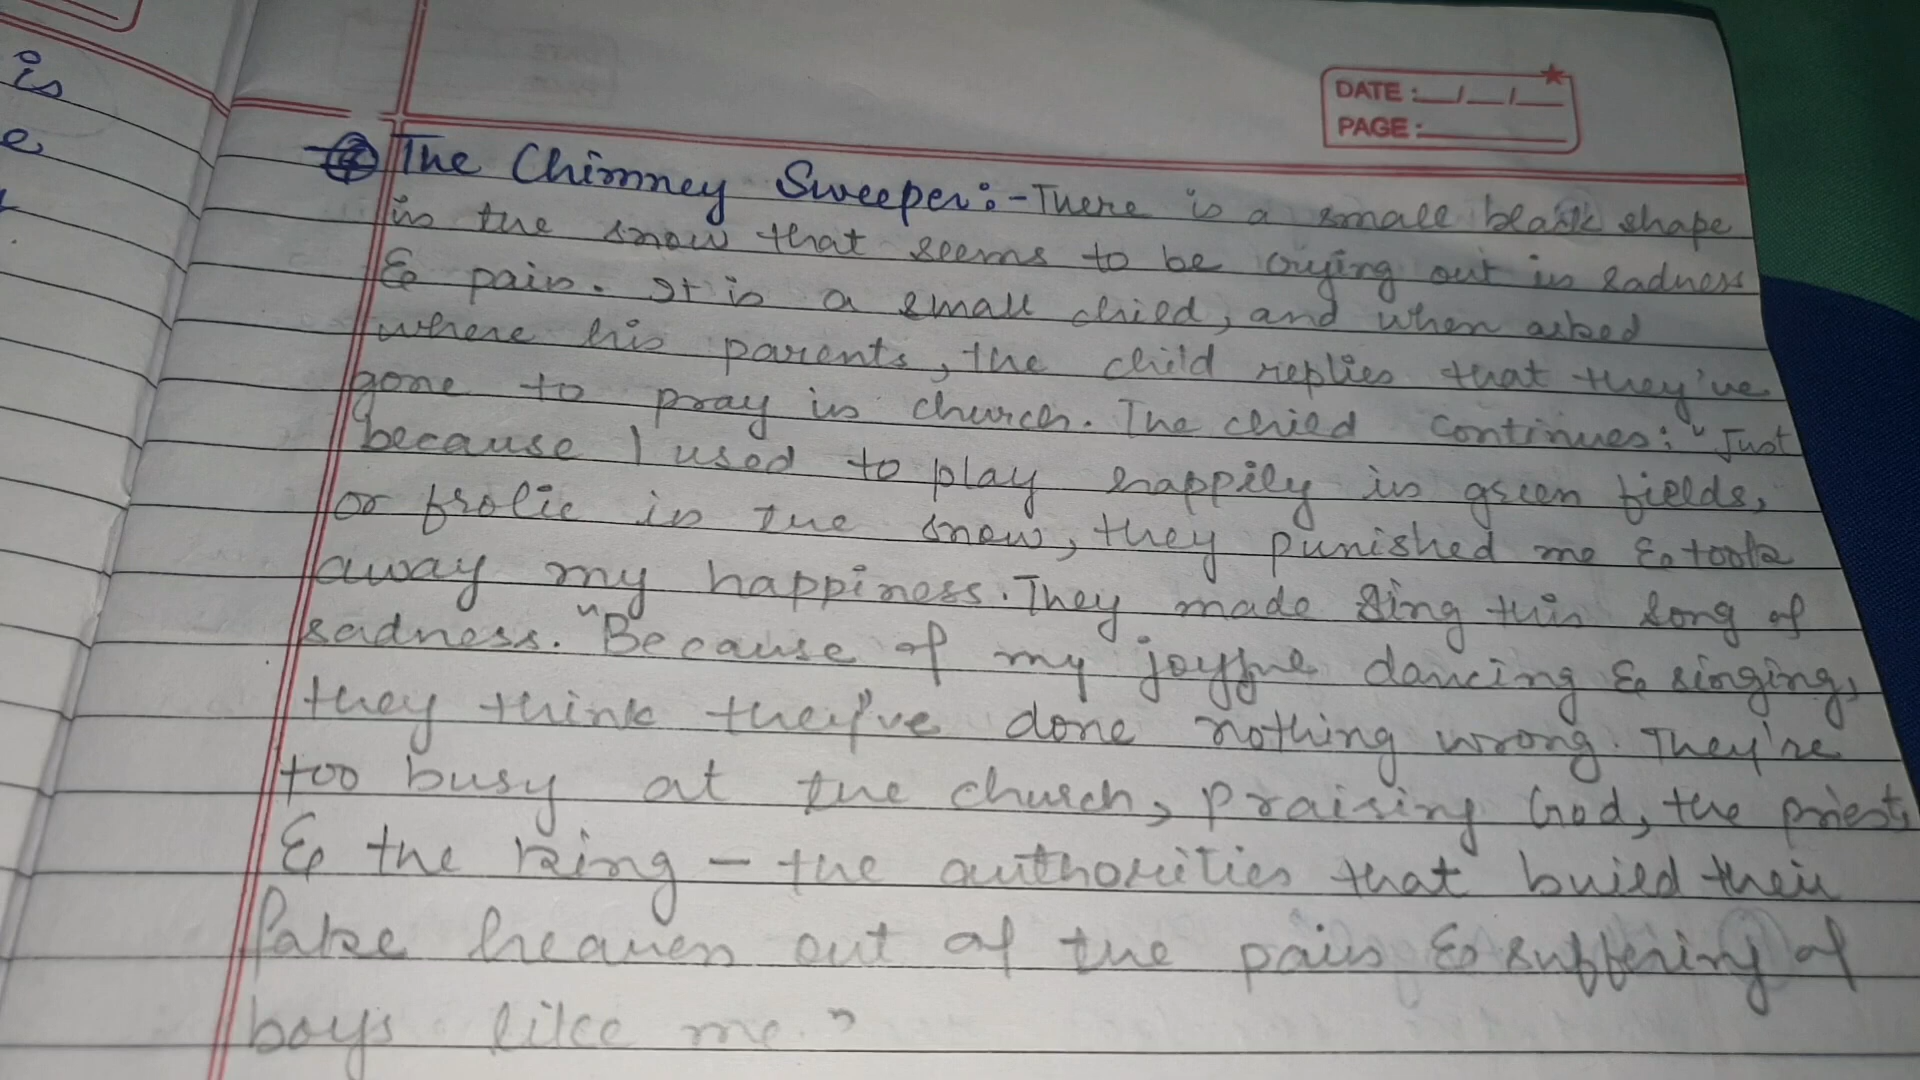 is
e
DATE: __/__/__
PAGE:
The Chimney Sweeper:- There is a small black shape
in the snow that seems to be crying out in sadness
& pain. It is a small child, and when asked
where his parents, the child replies that they've
gone to pray in church. The child continues: "Just
because I used to play happily in green fields,
or frolic in the snow, they punished me & took
away my happiness. They made sing this song of
sadness. "Because of my joyful dancing & singing,
they think they've done nothing wrong. They're
too busy at the church, praising God, the priest,
& the king - the authorities that build their
false heaven out of the pain & suffering of
boys like me."